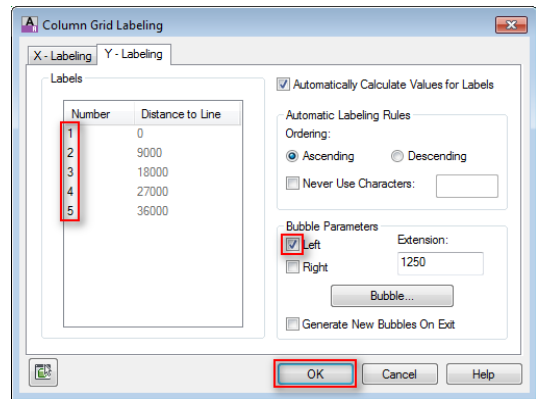 Column Grid Labeling
X - Labeling Y - Labeling
Labels
Number Distance to Line
1 0
2 9000
3 18000
4 27000
5 36000
Automatically Calculate Values for Labels
Automatic Labeling Rules
Ordering:
Ascending Descending
Never Use Characters:
Bubble Parameters
Left Extension:
Right 1250
Bubble...
Generate New Bubbles On Exit
OK Cancel Help